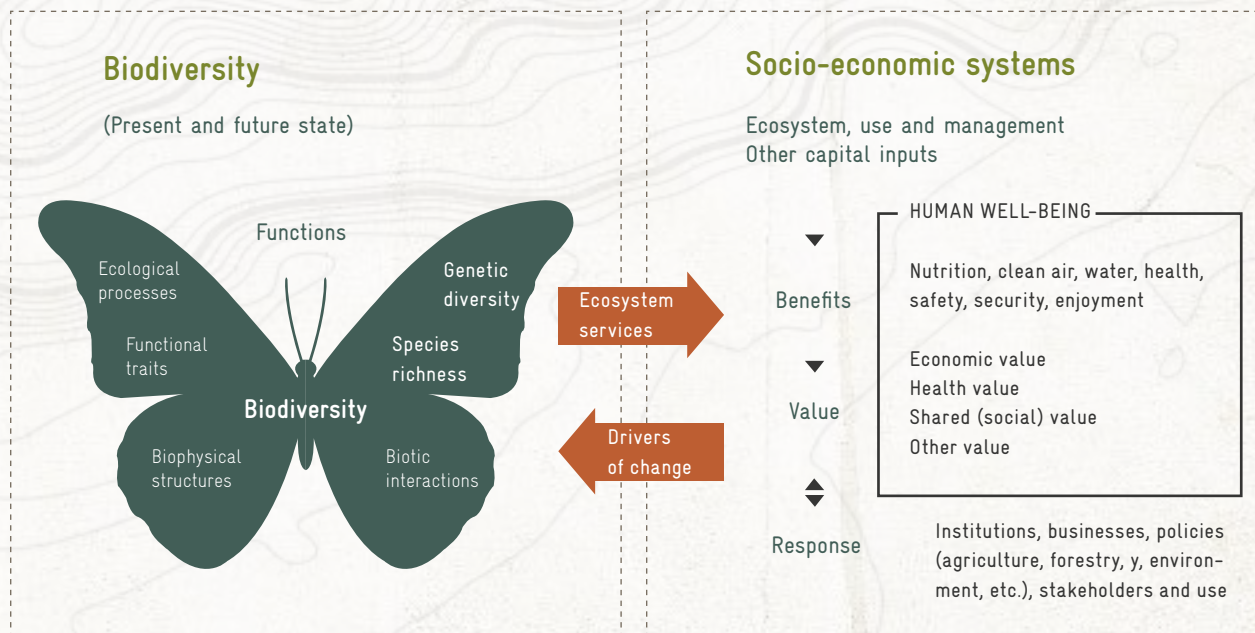 Biodiversity
(Present and future state)
Functions
Ecological
processes
Functional
traits
Genetic
diversity
Species
richness
Biodiversity
Biophysical
structures
Biotic
interactions
Ecosystem
services
Drivers
of change
Socio-economic systems
Ecosystem, use and management
Other capital inputs
Benefits
Value
Response
HUMAN WELL-BEING
Nutrition, clean air, water, health,
safety, security, enjoyment
Economic value
Health value
Shared (social) value
Other value
Institutions, businesses, policies
(agriculture, forestry, y, environ-
ment, etc.), stakeholders and use